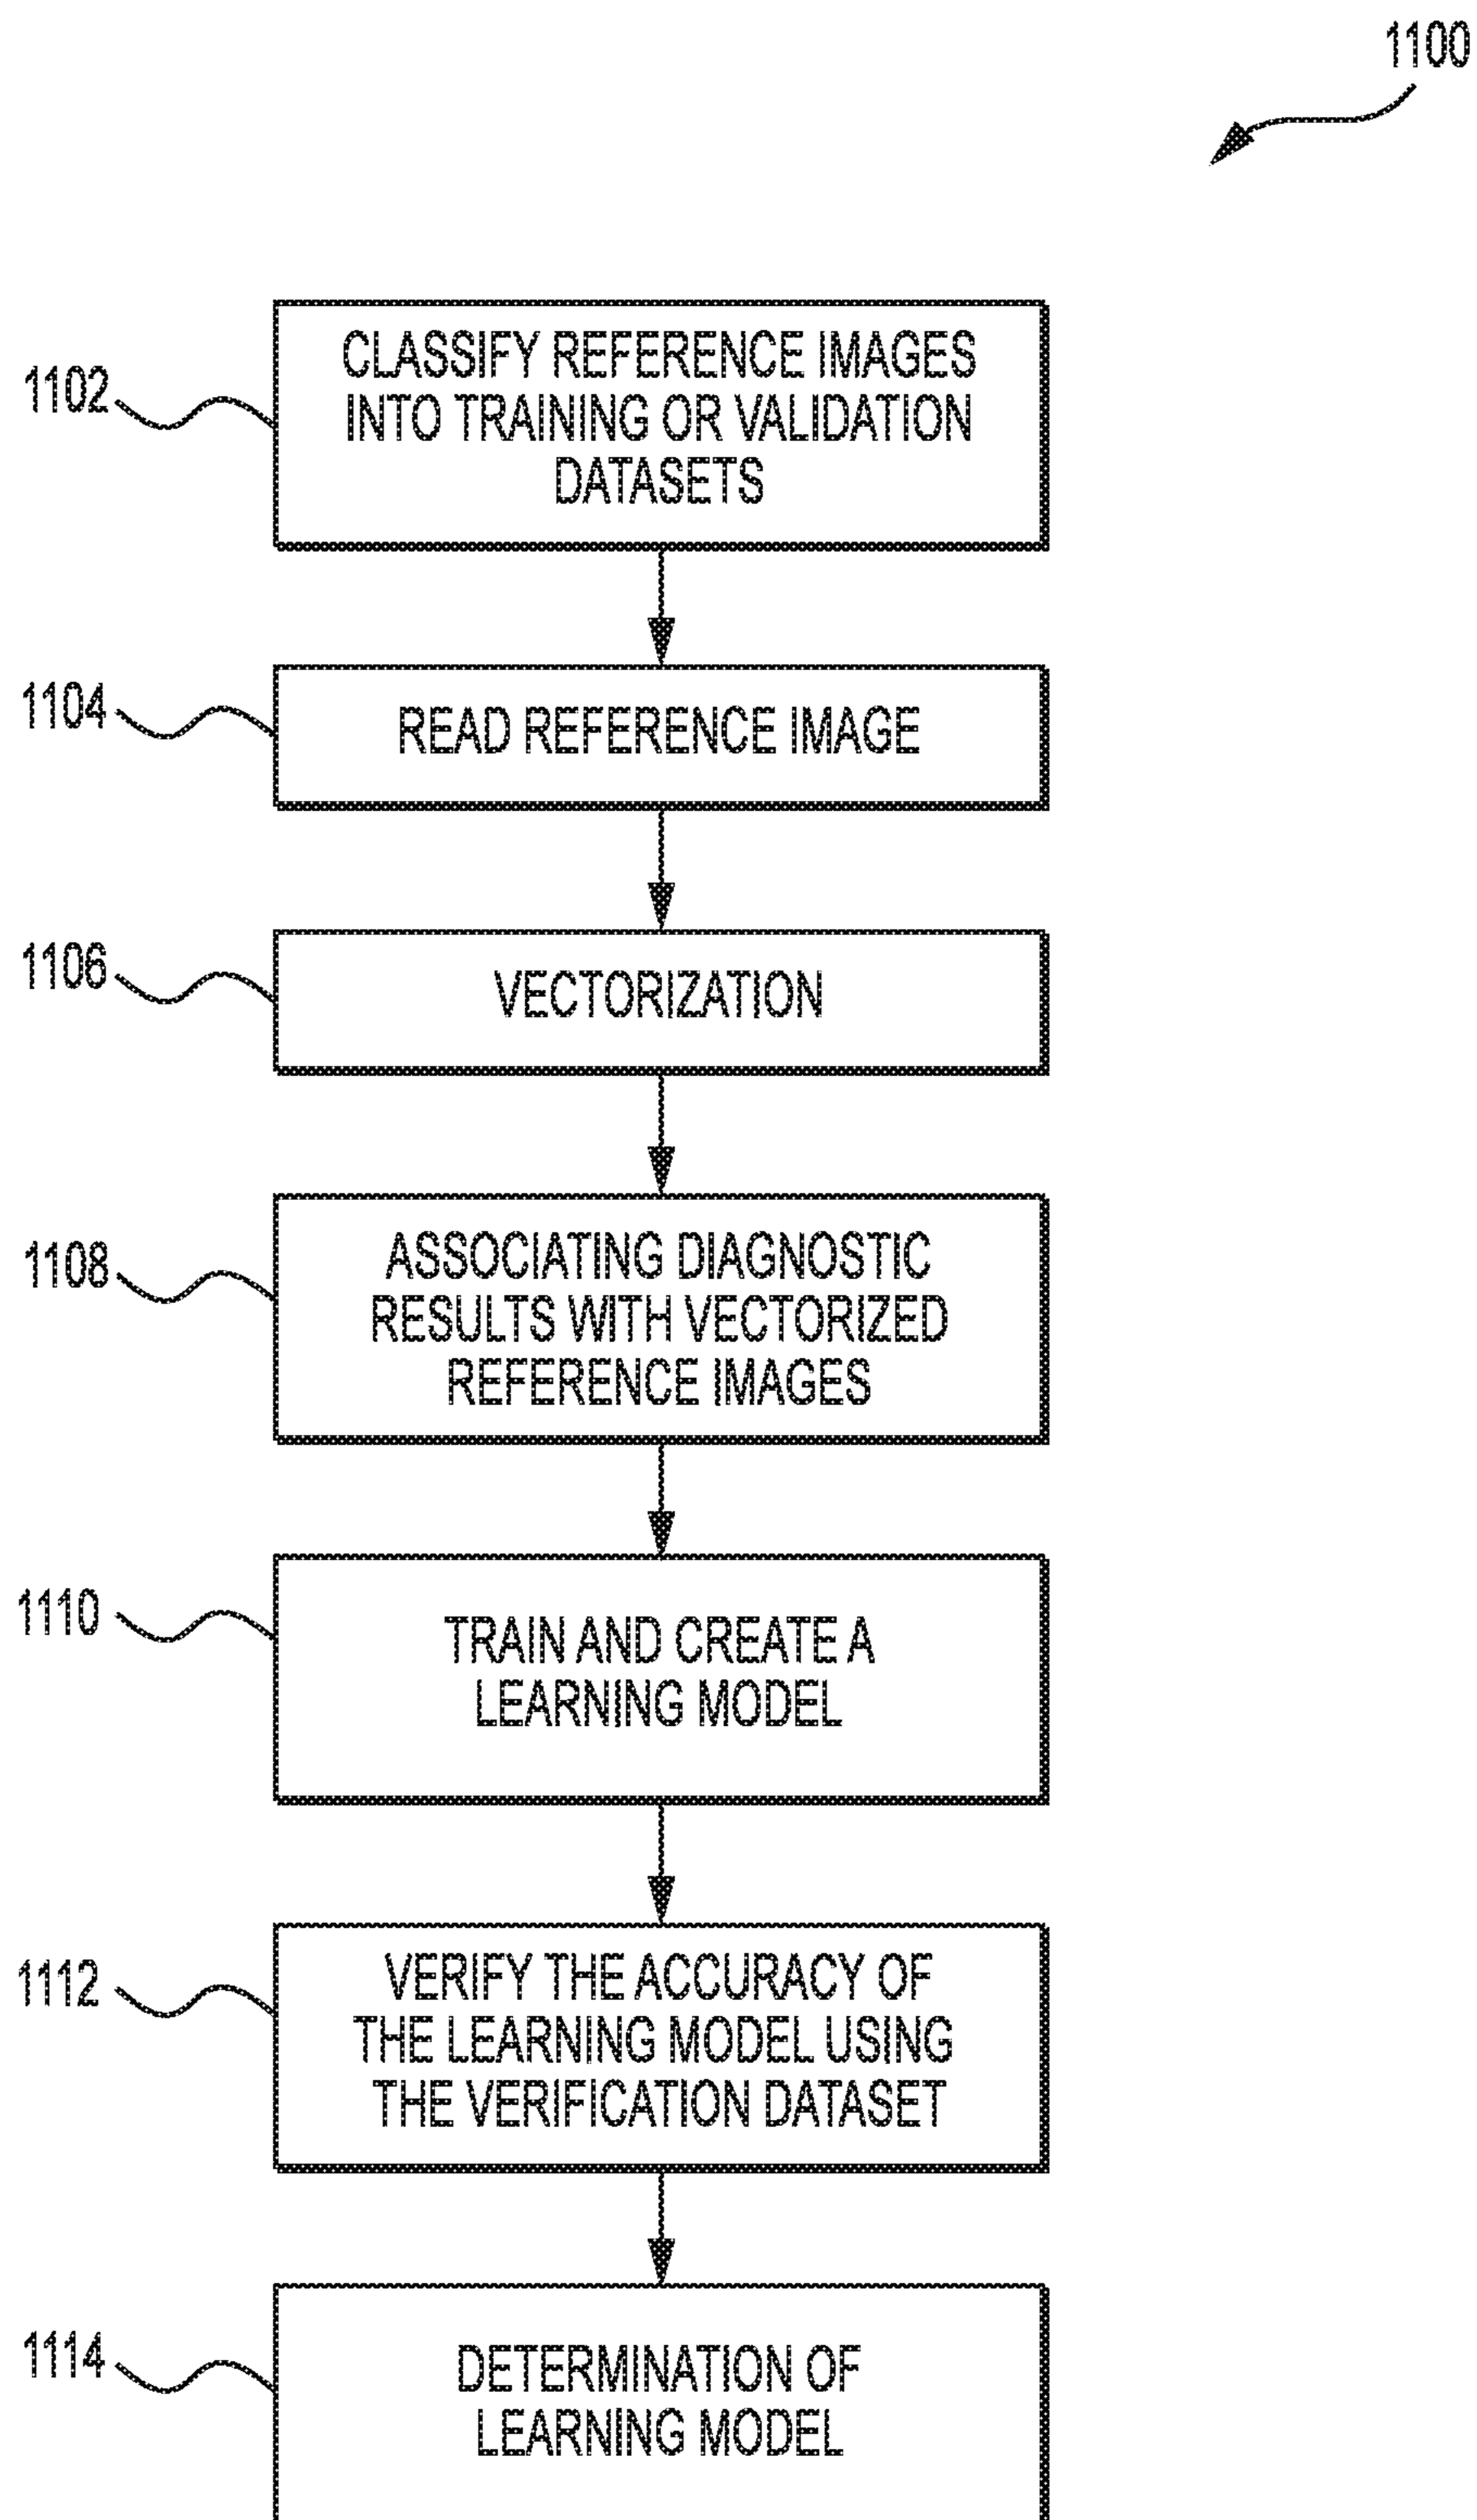 1100
1102
CLASSIFY REFERENCE IMAGES
INTO TRAINING OR VALIDATION
DATASETS
1104
READ REFERENCE IMAGE
1106
VECTORIZATION
1108
ASSOCIATING DIAGNOSTIC
RESULTS WITH VECTORIZED
REFERENCE IMAGES
1110
TRAIN AND CREATE A
LEARNING MODEL
1112
VERIFY THE ACCURACY OF
THE LEARNING MODEL USING
THE VERIFICATION DATASET
1114
DETERMINATION OF
LEARNING MODEL